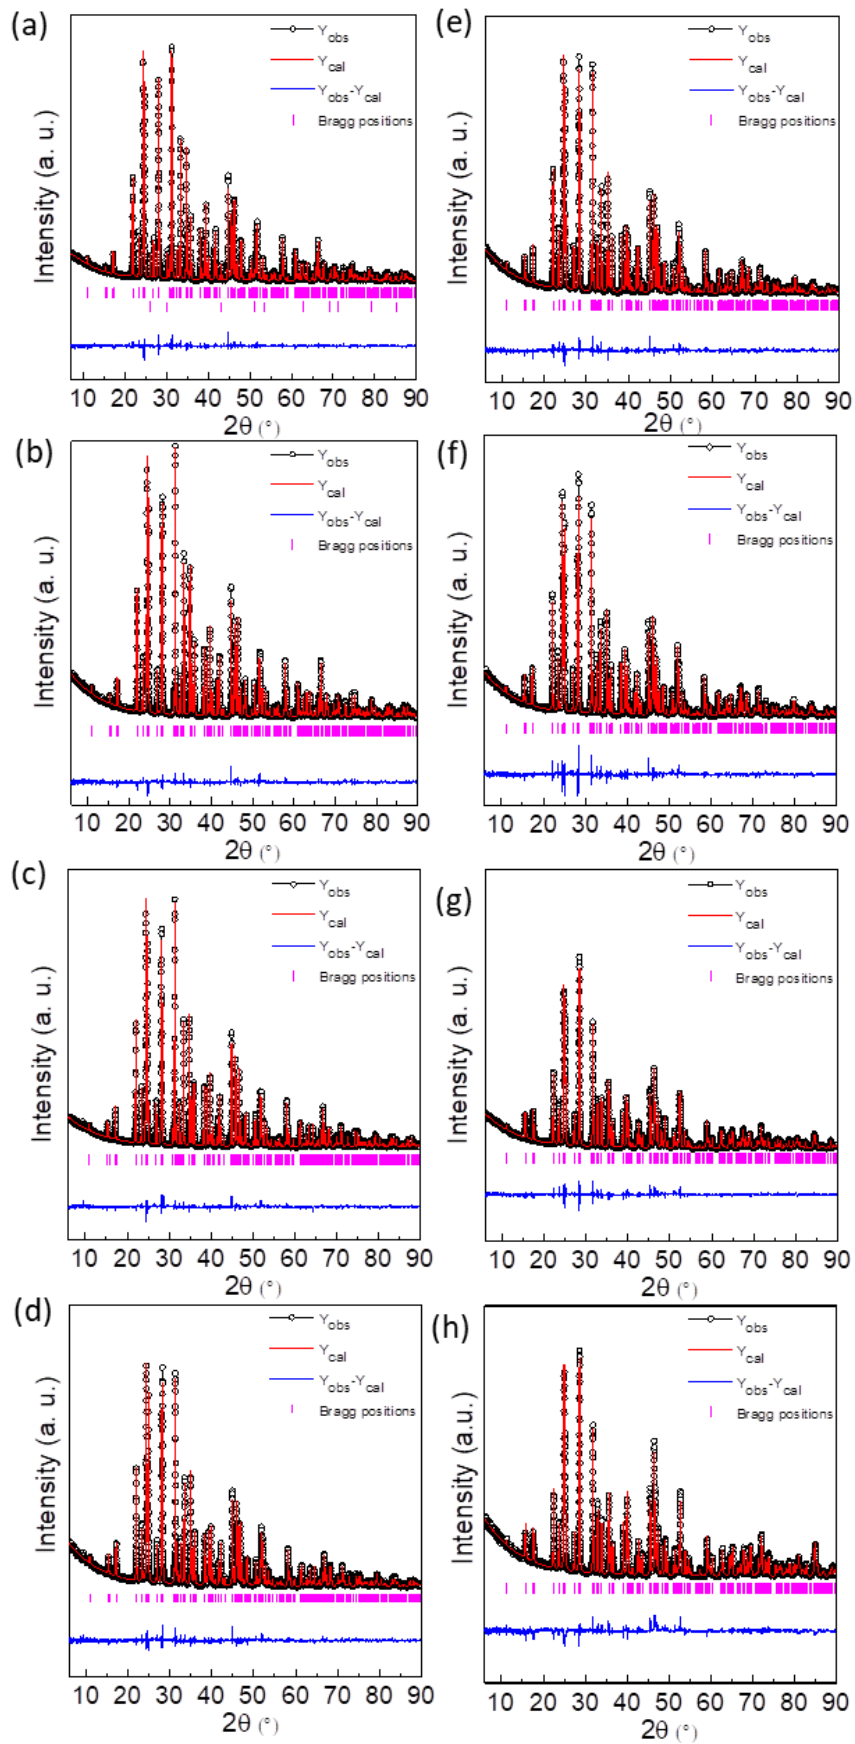 (a)
Yobs
Ycal
Yobs-Ycal
Bragg positions
Intensity (a. u.)
10 20 30 40 50 60 70 80 90
2θ (°)
(e)
Yobs
Ycal
Yobs-Ycal
Bragg positions
Intensity (a. u.)
10 20 30 40 50 60 70 80 90
2θ (°)
(b)
Yobs
Ycal
Yobs-Ycal
Bragg positions
Intensity (a. u.)
10 20 30 40 50 60 70 80 90
2θ (°)
(f)
Yobs
Ycal
Yobs-Ycal
Bragg positions
Intensity (a. u.)
10 20 30 40 50 60 70 80 90
2θ (°)
(c)
Yobs
Ycal
Yobs-Ycal
Bragg positions
Intensity (a. u.)
10 20 30 40 50 60 70 80 90
2θ (°)
(g)
Yobs
Ycal
Yobs-Ycal
Bragg positions
Intensity (a. u.)
10 20 30 40 50 60 70 80 90
2θ (°)
(d)
Yobs
Ycal
Yobs-Ycal
Bragg positions
Intensity (a. u.)
10 20 30 40 50 60 70 80 90
2θ (°)
(h)
Yobs
Ycal
Yobs-Ycal
Bragg positions
Intensity (a.u.)
10 20 30 40 50 60 70 80 90
2θ (°)